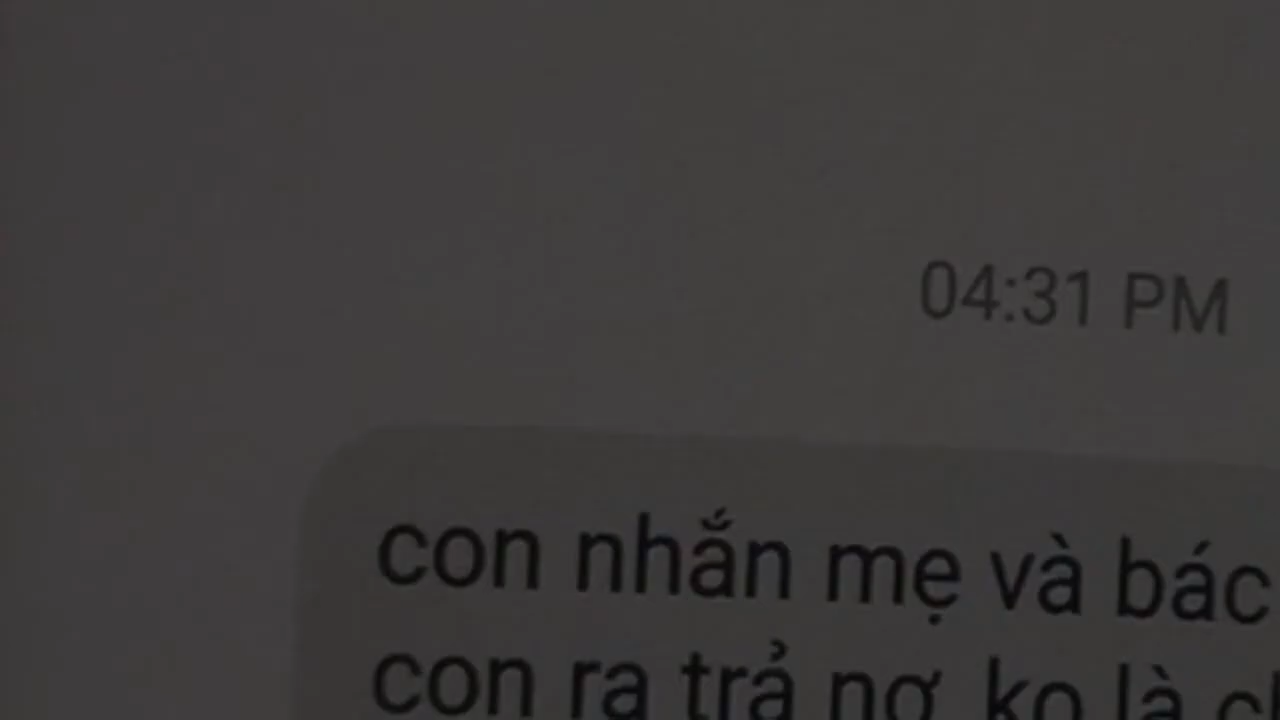 04:31 PM
con nhắn mẹ và bác
con ra trả nợ ko là